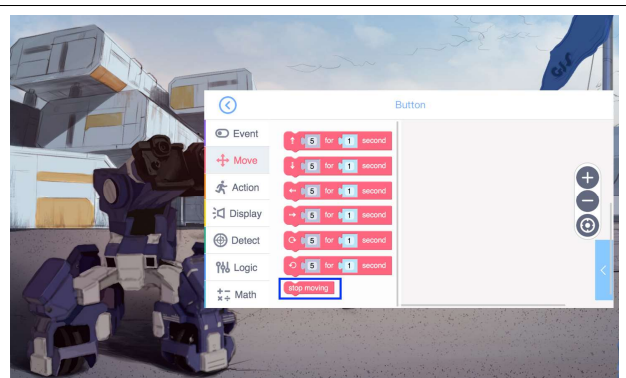 GJS
Button
Event
Move
Action
Display
Detect
Logic
Math
5 for 1 second
5 for 1 second
5 for 1 second
5 for 1 second
5 for 1 second
5 for 1 second
stop moving